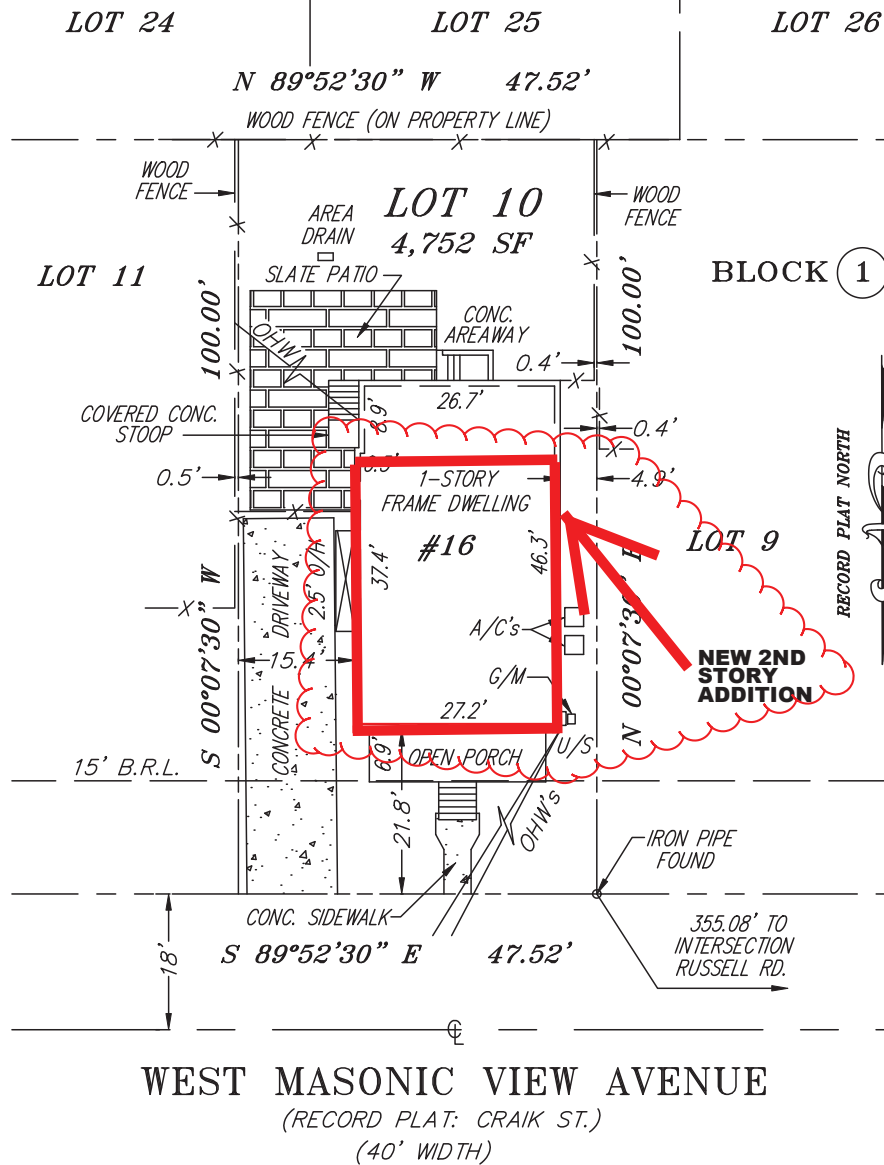 LOT 24
LOT 25
LOT 26
N 89°52'30" W 47.52'
WOOD FENCE (ON PROPERTY LINE)
WOOD
FENCE
AREA
DRAIN
LOT 10
4,752 SF
WOOD
FENCE
LOT 11
SLATE PATIO
BLOCK 1
100.00'
100.00'
OHW
CONC.
AREAWAY
0.4'
26.7'
8.9'
COVERED CONC.
STOOP
0.4'
0.5'
1-STORY
FRAME DWELLING
4.9'
#16
LOT 9
RECORD PLAT NORTH
37.4'
46.3'
2.5' O/H
CONCRETE DRIVEWAY
S 00°07'30" W
N 00°07'30" E
A/C's
15.4'
G/M
NEW 2ND
STORY
ADDITION
27.2'
U/S
6.9'
OPEN PORCH
15' B.R.L.
21.8'
OHW's
IRON PIPE
FOUND
CONC. SIDEWALK
355.08' TO
INTERSECTION
RUSSELL RD.
S 89°52'30" E 47.52'
18'
WEST MASONIC VIEW AVENUE
(RECORD PLAT: CRAIK ST.)
(40' WIDTH)